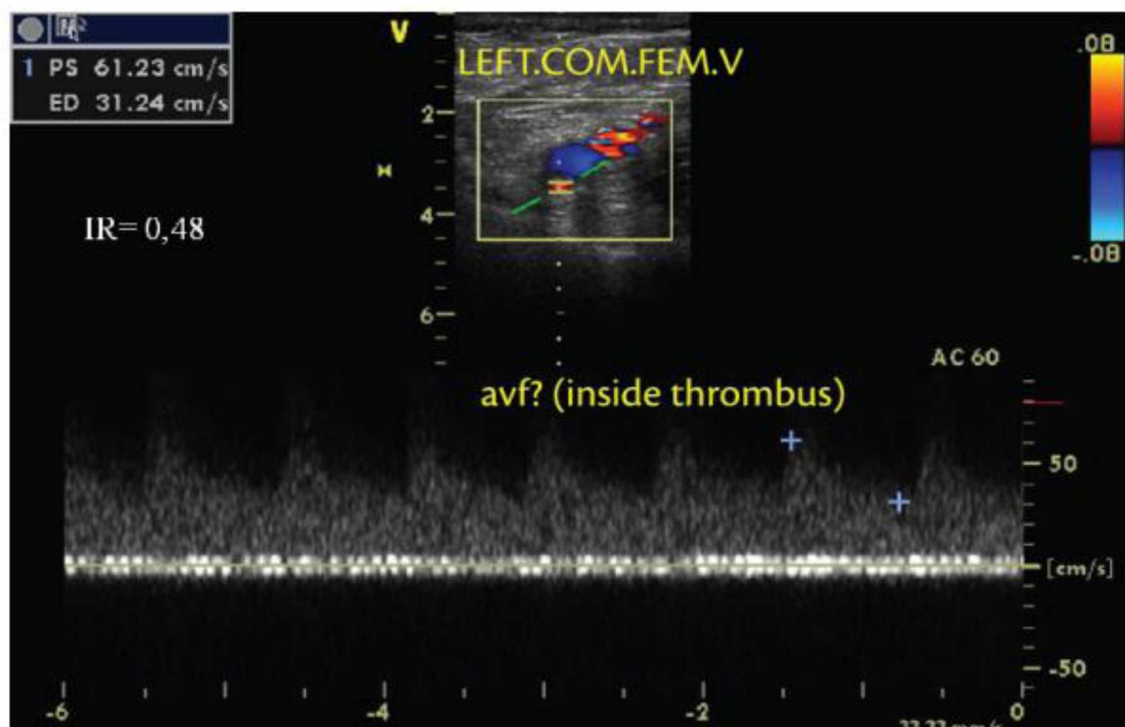 1 PS 61.23 cm/s
ED 31.24 cm/s
V
LEFT.COM.FEM.V
.08
2
4
-.08
IR= 0,48
6
AC 60
avf? (inside thrombus)
50
[cm/s]
-50
-6
-4
-2
0